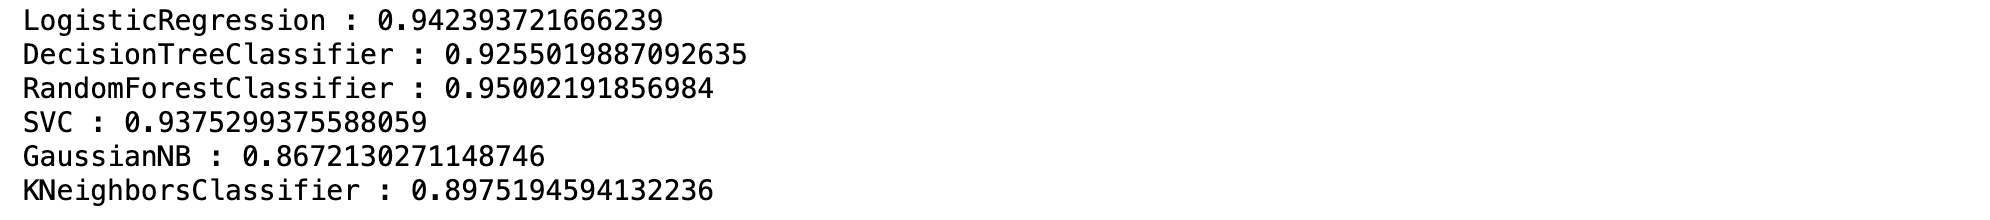 LogisticRegression : 0.942393721666239
DecisionTreeClassifier : 0.9255019887092635
RandomForestClassifier : 0.95002191856984
SVC : 0.9375299375588059
GaussianNB : 0.8672130271148746
KNeighborsClassifier : 0.8975194594132236